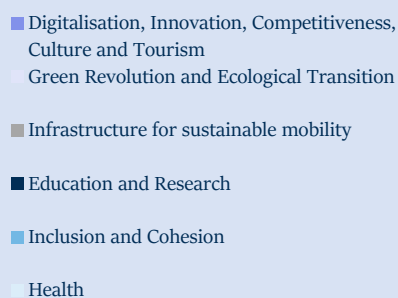 Digitalisation, Innovation, Competitiveness,
Culture and Tourism
Green Revolution and Ecological Transition
Infrastructure for sustainable mobility
Education and Research
Inclusion and Cohesion
Health